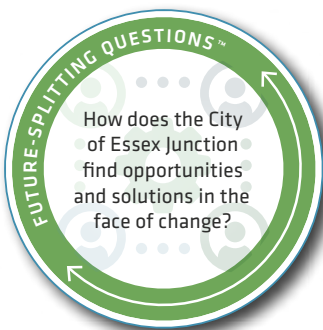 FUTURE-SPLITTING QUESTIONS™
How does the City
of Essex Junction
find opportunities
and solutions in the
face of change?